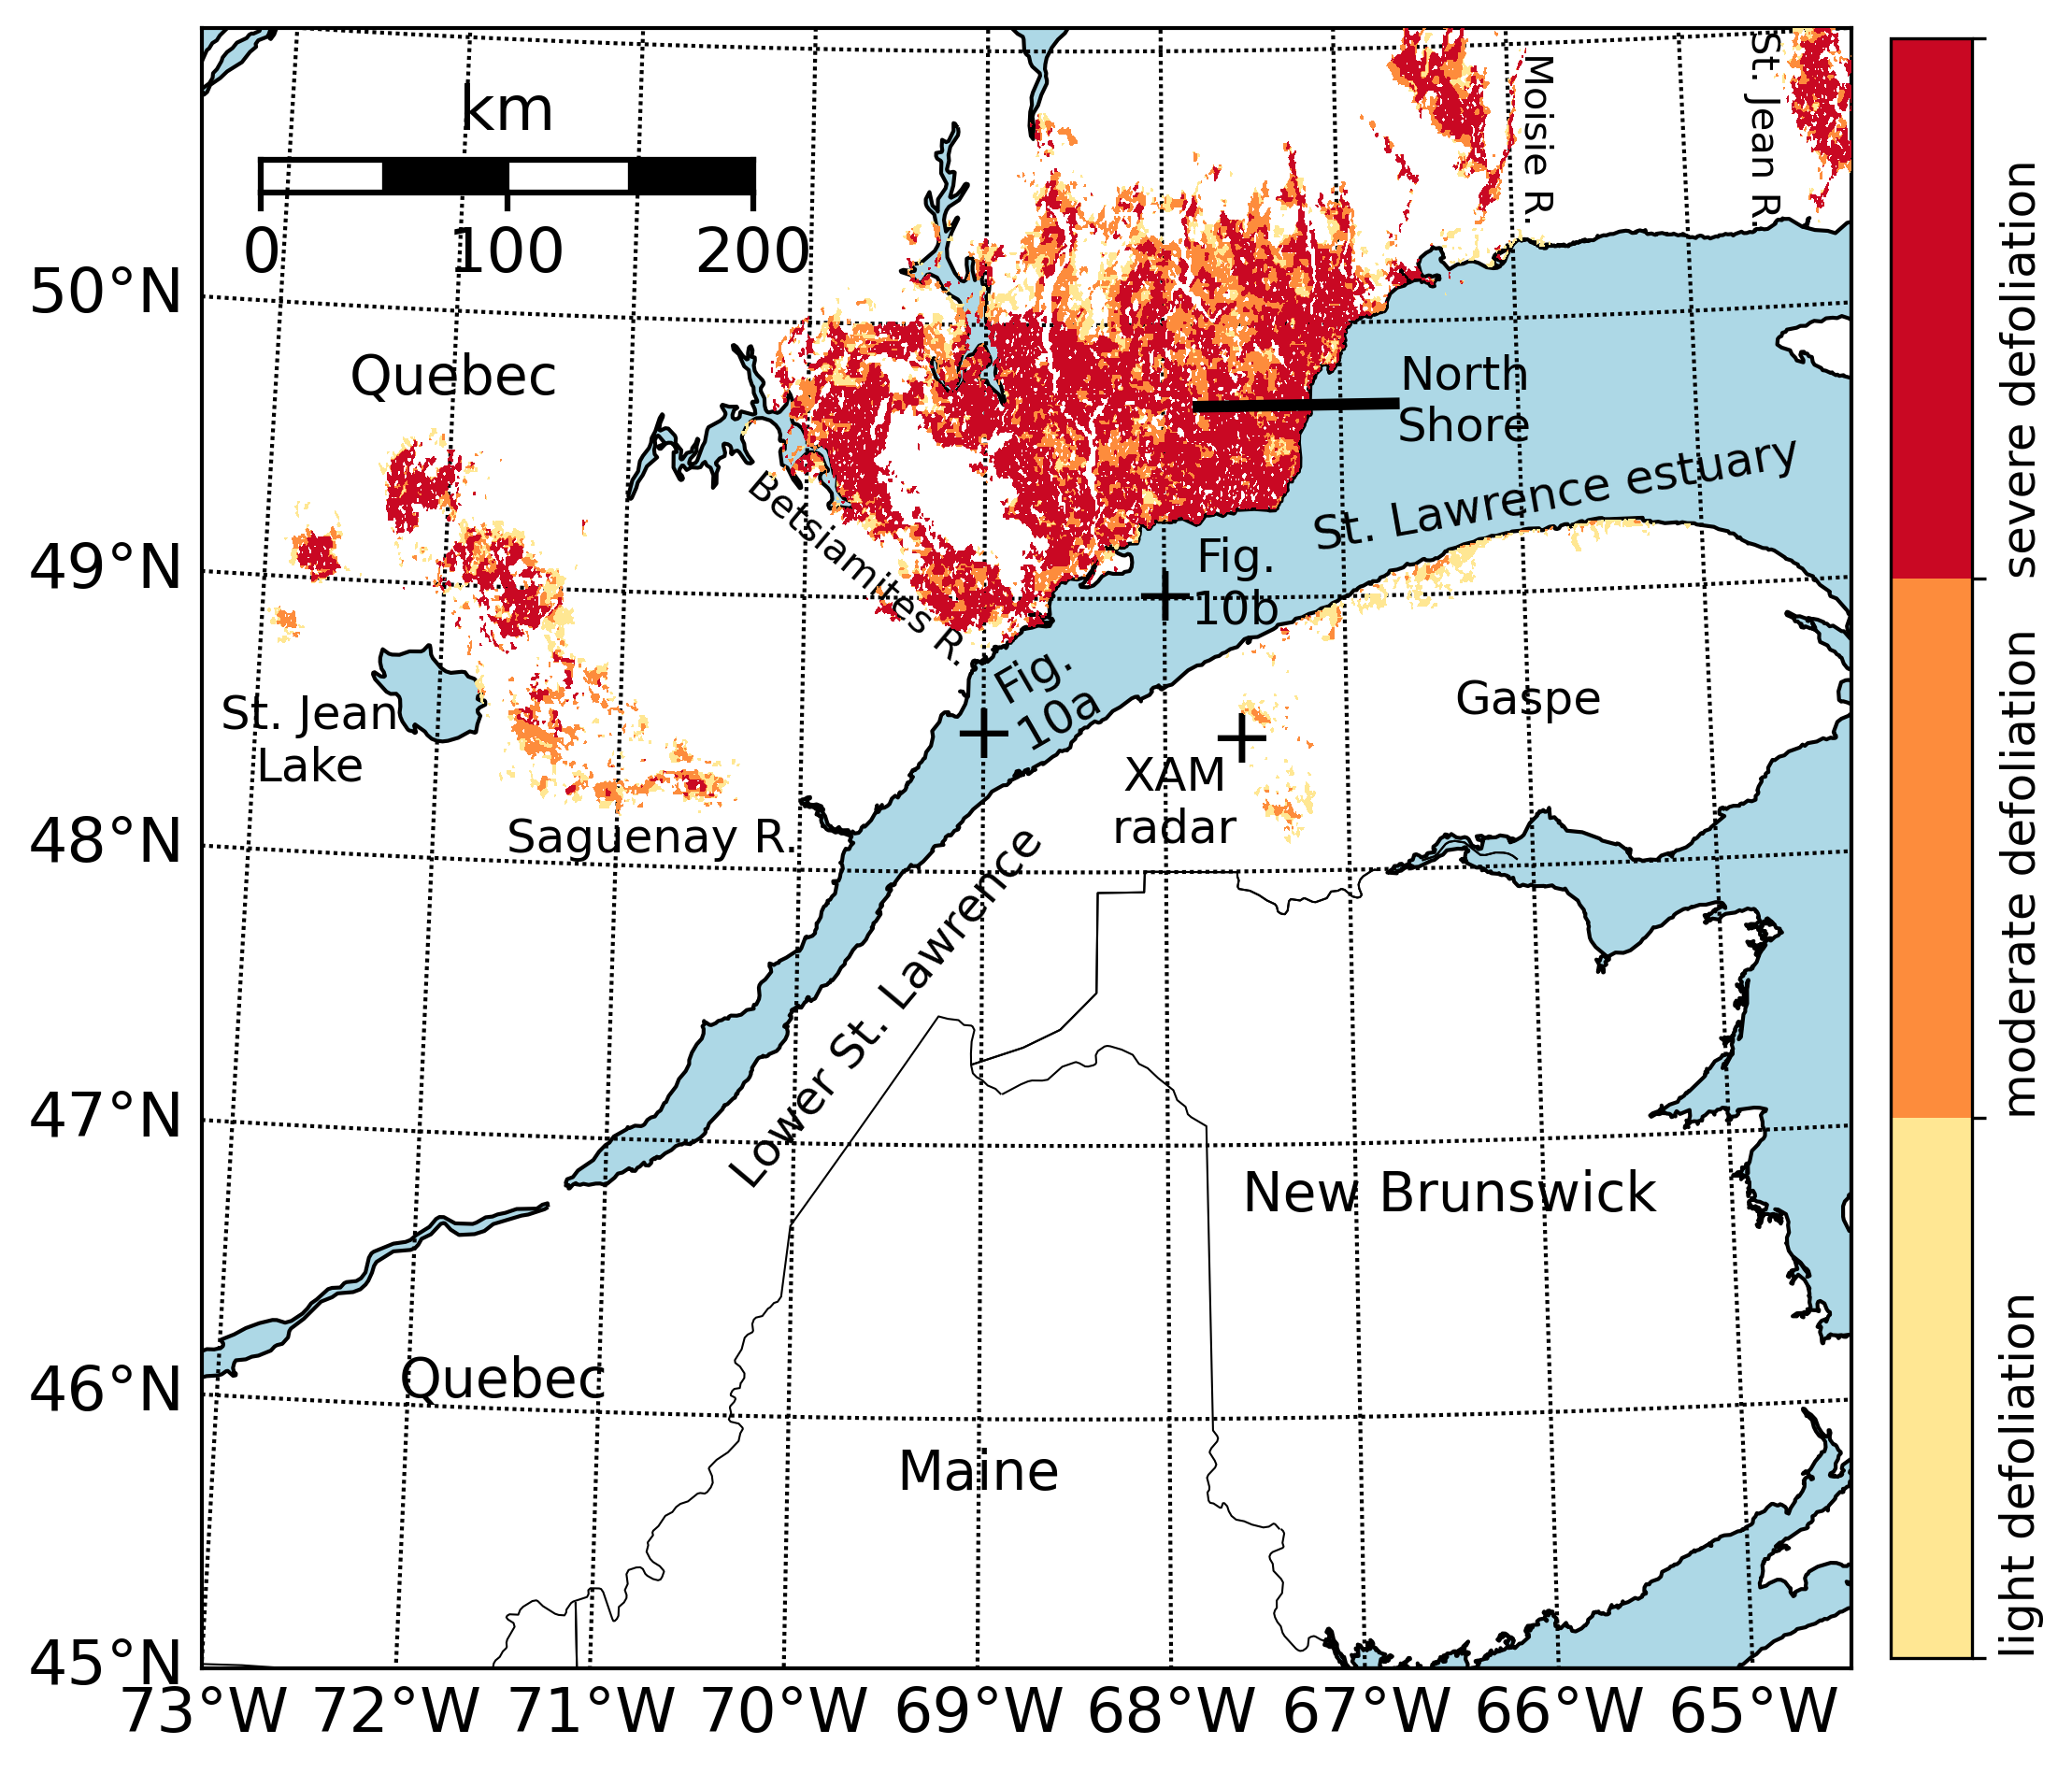 km
0
100
200
Moisie R.
St. Jean R.
50°N
49°N
48°N
47°N
46°N
45°N
Quebec
North
Shore
St. Lawrence estuary
Betsiamites R.
Fig.
10b
Fig.
10a
St. Jean
Lake
Gaspe
XAM
radar
Saguenay R.
Lower St. Lawrence
New Brunswick
Quebec
Maine
73°W
72°W
71°W
70°W
69°W
68°W
67°W
66°W
65°W
severe defoliation
moderate defoliation
light defoliation